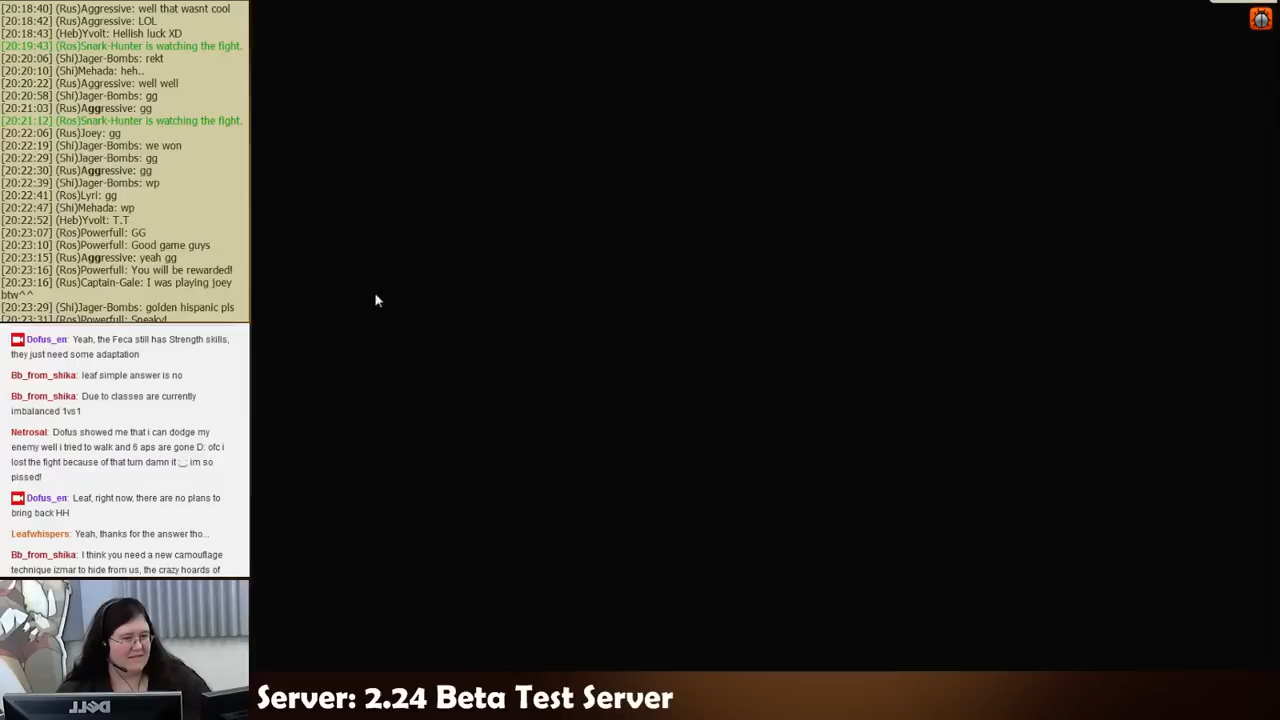 [20:18:40] (Rus)Aggressive: well that wasnt cool
[20:18:42] (Rus)Aggressive: LOL
[20:18:43] (Heb)Yvolt: Hellish luck XD
[20:19:43] (Ros)Snark-Hunter is watching the fight.
[20:20:06] (Shi)Jager-Bombs: rekt
[20:20:10] (Shi)Mehada: heh..
[20:20:22] (Rus)Aggressive: well well
[20:20:58] (Shi)Jager-Bombs: gg
[20:21:03] (Rus)Aggressive: gg
[20:21:12] (Ros)Snark-Hunter is watching the fight.
[20:22:06] (Rus)Joey: gg
[20:22:19] (Shi)Jager-Bombs: we won
[20:22:29] (Shi)Jager-Bombs: gg
[20:22:30] (Rus)Aggressive: gg
[20:22:39] (Shi)Jager-Bombs: wp
[20:22:41] (Ros)Lyri: gg
[20:22:47] (Shi)Mehada: wp
[20:22:52] (Heb)Yvolt: T.T
[20:23:07] (Ros)Powerfull: GG
[20:23:10] (Ros)Powerfull: Good game guys
[20:23:15] (Rus)Aggressive: yeah gg
[20:23:16] (Ros)Powerfull: You will be rewarded!
[20:23:16] (Rus)Captain-Gale: I was playing joey
btw^^
[20:23:29] (Shi)Jager-Bombs: golden hispanic pls
[20:23:31] (Ros)Powerfull: Sneaky!
Dofus_en: Yeah, the Feca still has Strength skills,
they just need some adaptation
Bb_from_shika: leaf simple answer is no
Bb_from_shika: Due to classes are currently
imbalanced 1vs1
Netrosal: Dofus showed me that i can dodge my
enemy well i tried to walk and 6 aps are gone D: ofc i
lost the fight because of that turn damn it ;_; im so
pissed!
Dofus_en: Leaf, right now, there are no plans to
bring back HH
Leafwhispers: Yeah, thanks for the answer tho...
Bb_from_shika: I think you need a new camouflage
technique izmar to hide from us, the crazy hoards of
DELL
Server: 2.24 Beta Test Server